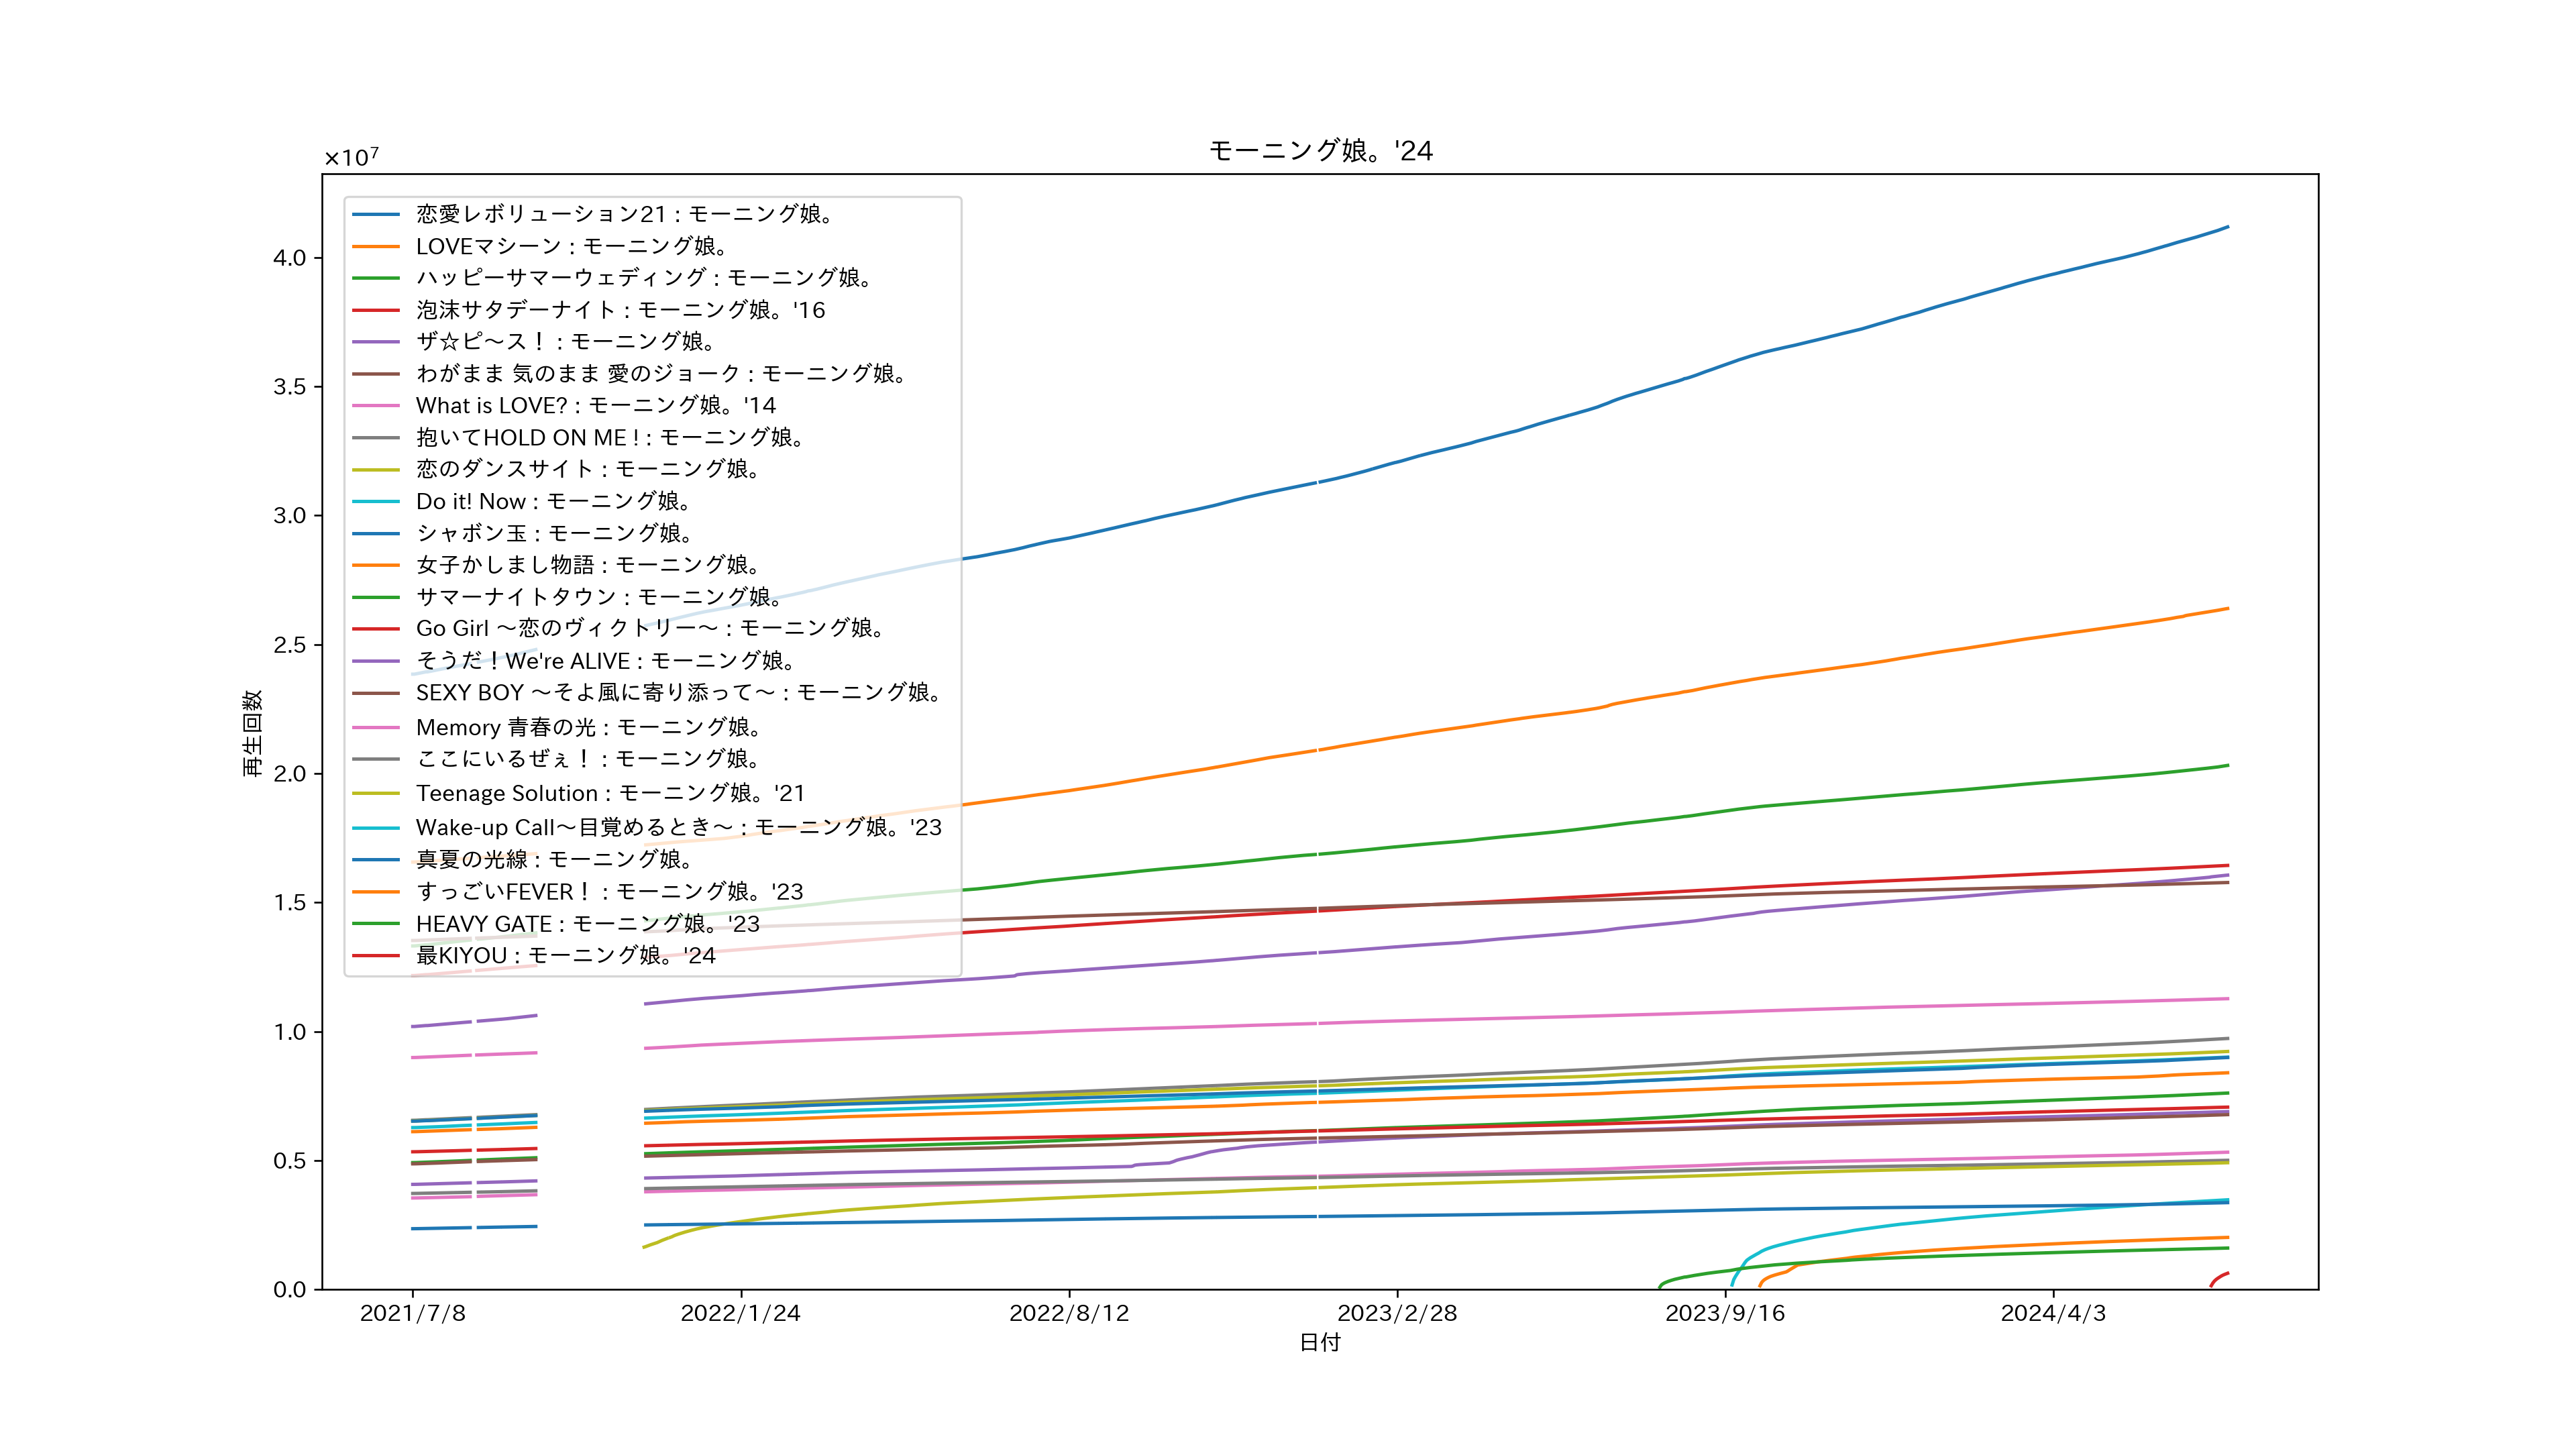 モーニング娘。'24
×10⁷
4.0
3.5
3.0
2.5
2.0
1.5
1.0
0.5
0.0
再生回数
恋愛レボリューション21 : モーニング娘。
LOVEマシーン : モーニング娘。
ハッピーサマーウェディング : モーニング娘。
泡沫サタデーナイト : モーニング娘。'16
ザ☆ピ～ス！ : モーニング娘。
わがまま 気のまま 愛のジョーク : モーニング娘。
What is LOVE? : モーニング娘。'14
抱いてHOLD ON ME ! : モーニング娘。
恋のダンスサイト : モーニング娘。
Do it! Now : モーニング娘。
シャボン玉 : モーニング娘。
女子かしまし物語 : モーニング娘。
サマーナイトタウン : モーニング娘。
Go Girl ～恋のヴィクトリー～ : モーニング娘。
そうだ！We're ALIVE : モーニング娘。
SEXY BOY ～そよ風に寄り添って～ : モーニング娘。
Memory 青春の光 : モーニング娘。
ここにいるぜぇ！ : モーニング娘。
Teenage Solution : モーニング娘。'21
Wake-up Call～目覚めるとき～ : モーニング娘。'23
真夏の光線 : モーニング娘。
すっごいFEVER！ : モーニング娘。'23
HEAVY GATE : モーニング娘。'23
最KIYOU : モーニング娘。'24
2021/7/8
2022/1/24
2022/8/12
2023/2/28
2023/9/16
2024/4/3
日付